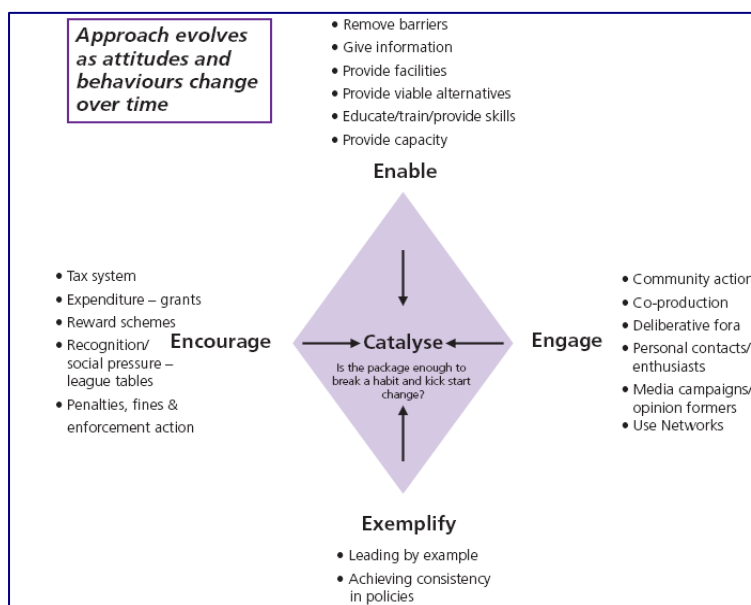 Approach evolves
as attitudes and
behaviours change
over time
• Remove barriers
• Give information
• Provide facilities
• Provide viable alternatives
• Educate/train/provide skills
• Provide capacity
Enable
• Tax system
• Expenditure – grants
• Reward schemes
• Recognition/
social pressure –
league tables
• Penalties, fines &
enforcement action
Encourage
Catalyse
Is the package enough to
break a habit and kick start
change?
Engage
• Community action
• Co-production
• Deliberative fora
• Personal contacts/
enthusiasts
• Media campaigns/
opinion formers
• Use Networks
Exemplify
• Leading by example
• Achieving consistency
in policies